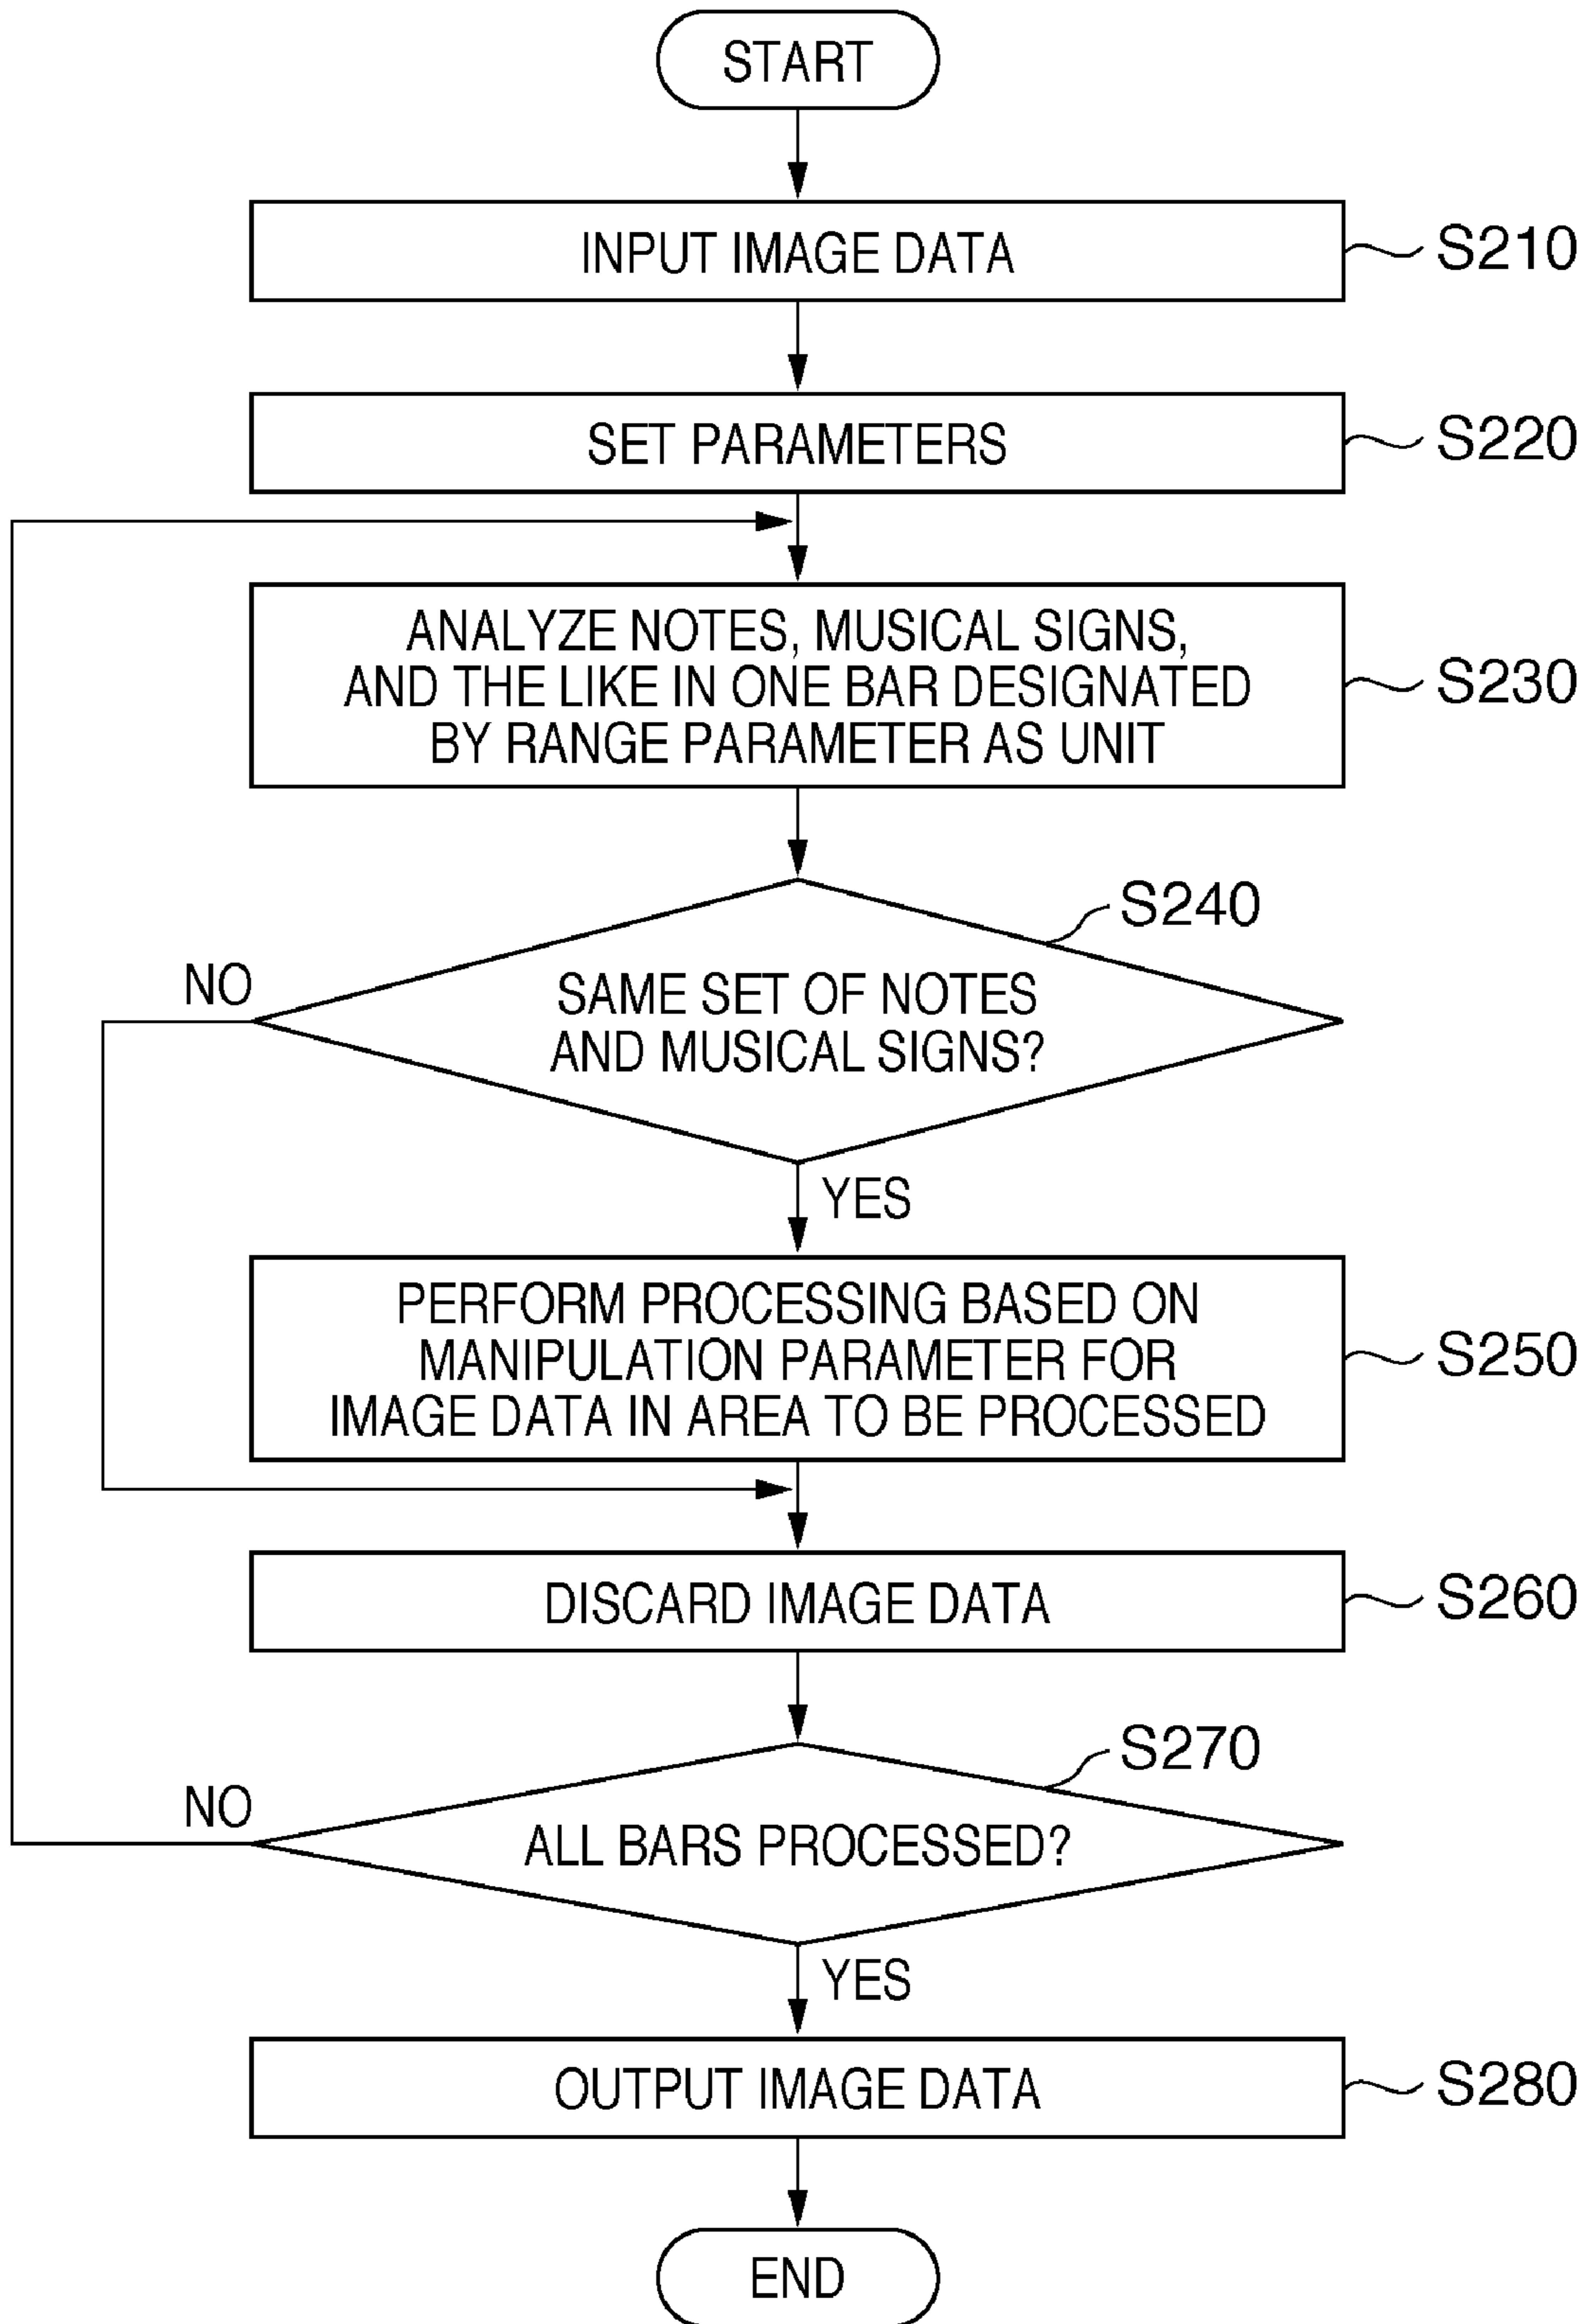 START
INPUT IMAGE DATA
S210
SET PARAMETERS
S220
ANALYZE NOTES, MUSICAL SIGNS,
AND THE LIKE IN ONE BAR DESIGNATED
BY RANGE PARAMETER AS UNIT
S230
S240
NO
SAME SET OF NOTES
AND MUSICAL SIGNS?
YES
PERFORM PROCESSING BASED ON
MANIPULATION PARAMETER FOR
IMAGE DATA IN AREA TO BE PROCESSED
S250
DISCARD IMAGE DATA
S260
S270
NO
ALL BARS PROCESSED?
YES
OUTPUT IMAGE DATA
S280
END